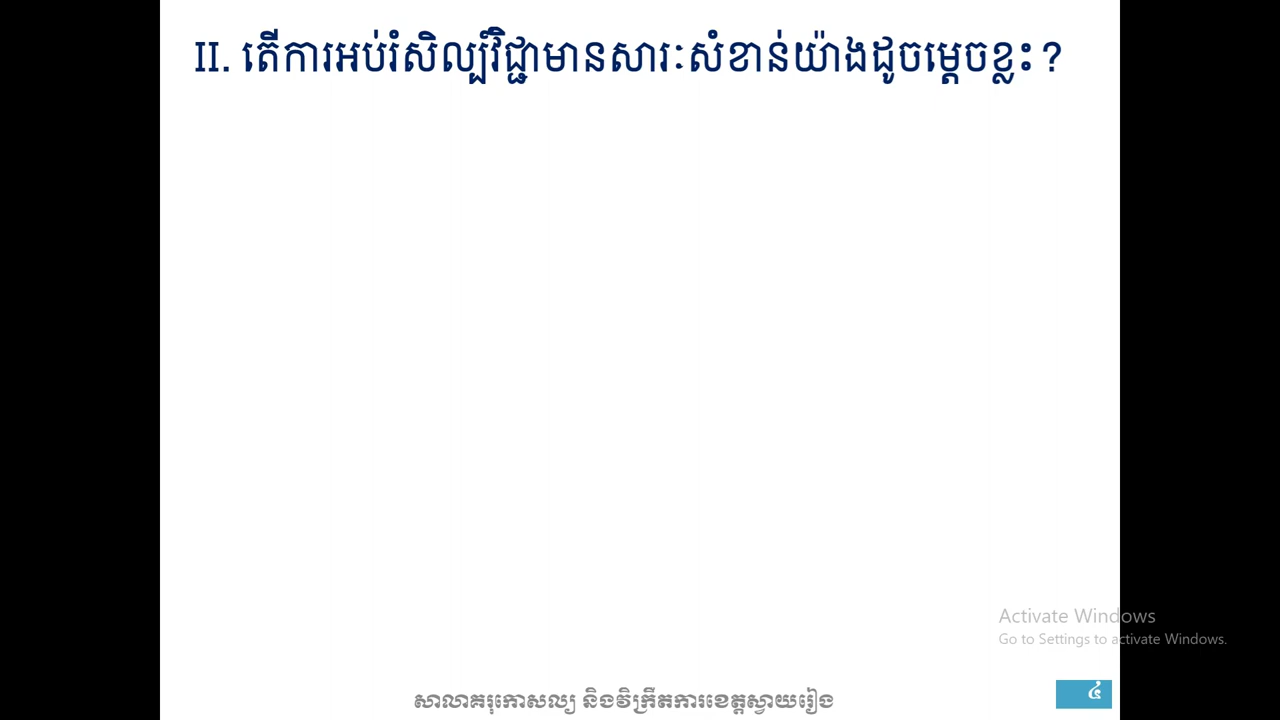 II. តើការអប់រំសិល្បៈវិជ្ជាមានសារៈសំខាន់យ៉ាងដូចម្ដេចខ្លះ?
Activate Windows
Go to Settings to activate Windows.
សាលាគរុកោសល្យ និងវិក្រឹតការខេត្តស្វាយរៀង
៤